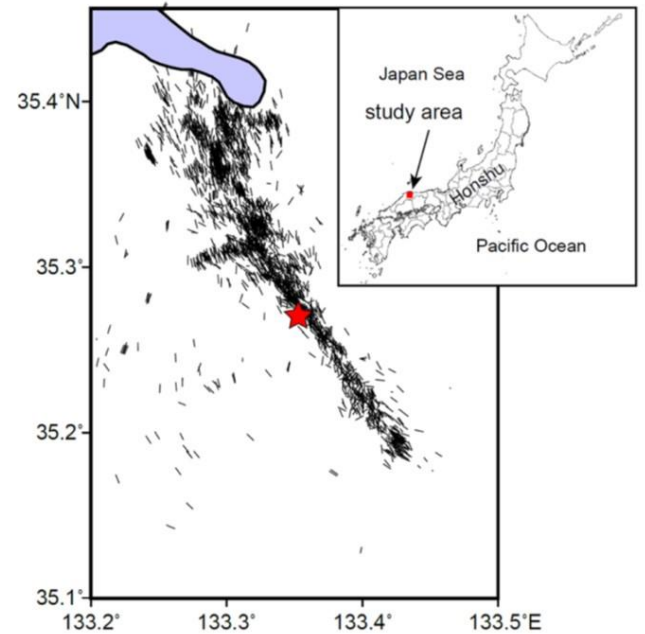 Japan Sea
study area
Honshu
Pacific Ocean
35.4°N
35.3°
35.2°
35.1°
133.2°
133.3°
133.4°
133.5°E